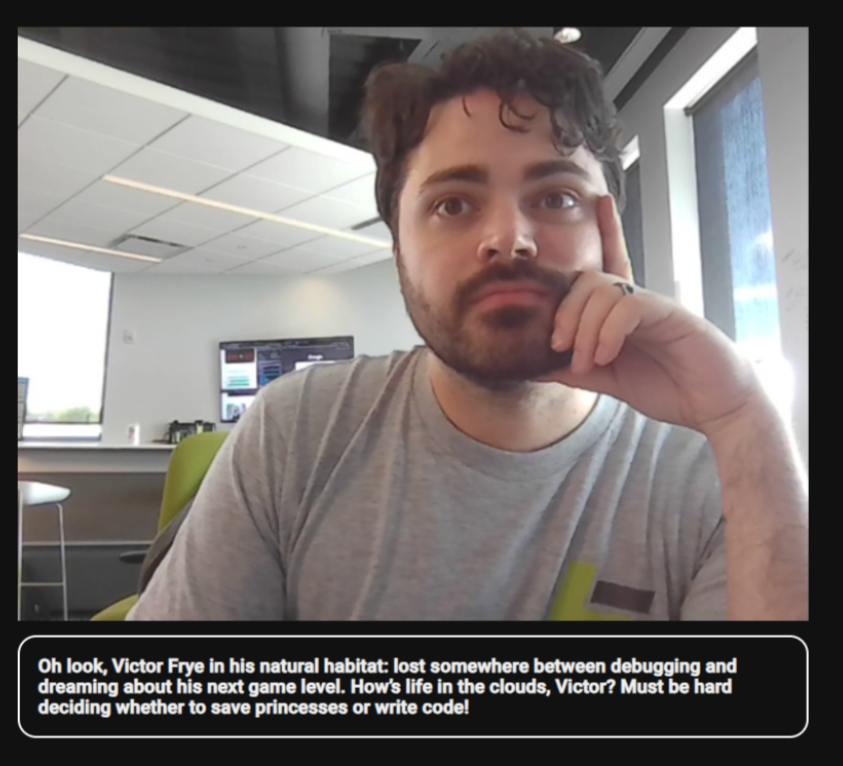 Oh look, Victor Frye in his natural habitat: lost somewhere between debugging and
dreaming about his next game level. How's life in the clouds, Victor? Must be hard
deciding whether to save princesses or write code!